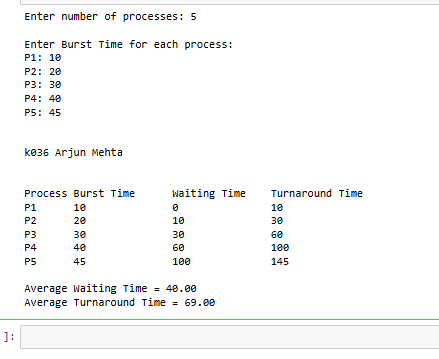 Enter number of processes: 5
Enter Burst Time for each process:
P1: 10
P2: 20
P3: 30
P4: 40
P5: 45
k036 Arjun Mehta
Process Burst Time Waiting Time Turnaround Time
P1 10 0 10
P2 20 10 30
P3 30 30 60
P4 40 60 100
P5 45 100 145
Average Waiting Time = 40.00
Average Turnaround Time = 69.00
]: